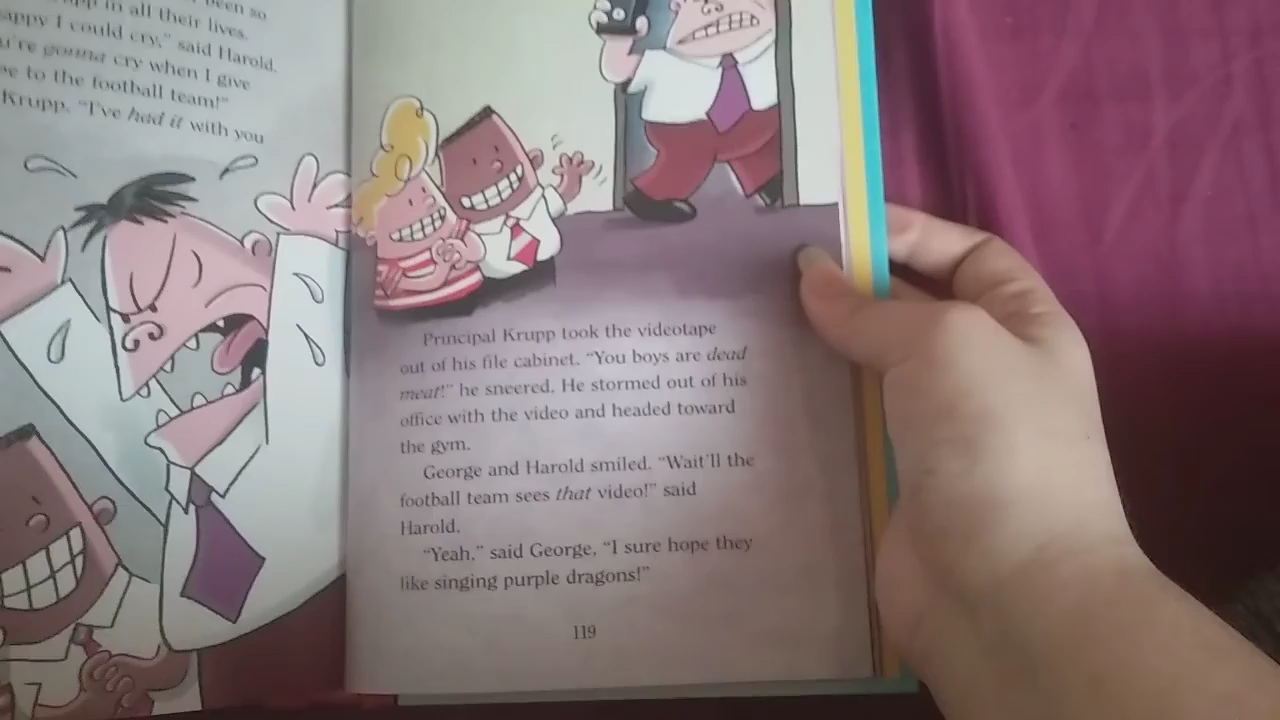 been so
in all their lives.
appy I could cry,” said Harold.
u're gonna cry when I give
e to the football team!”
Krupp. “I've had it with you
Principal Krupp took the videotape
out of his file cabinet. “You boys are dead
meat!” he sneered. He stormed out of his
office with the video and headed toward
the gym.
George and Harold smiled. “Wait'll the
football team sees that video!” said
Harold.
“Yeah,” said George, “I sure hope they
like singing purple dragons!”
119